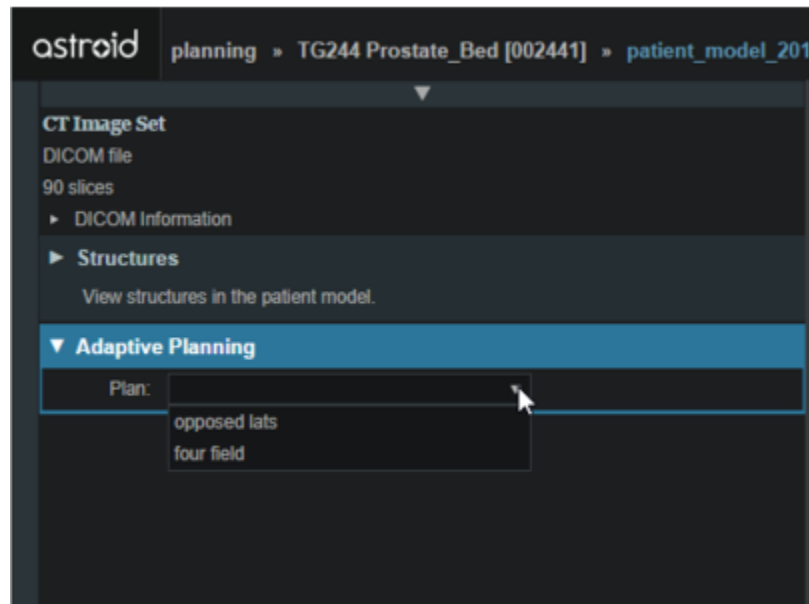 astroid planning » TG244 Prostate_Bed [002441] » patient_model_201
CT Image Set
DICOM file
90 slices
DICOM Information
Structures
View structures in the patient model.
Adaptive Planning
Plan:
opposed lats
four field